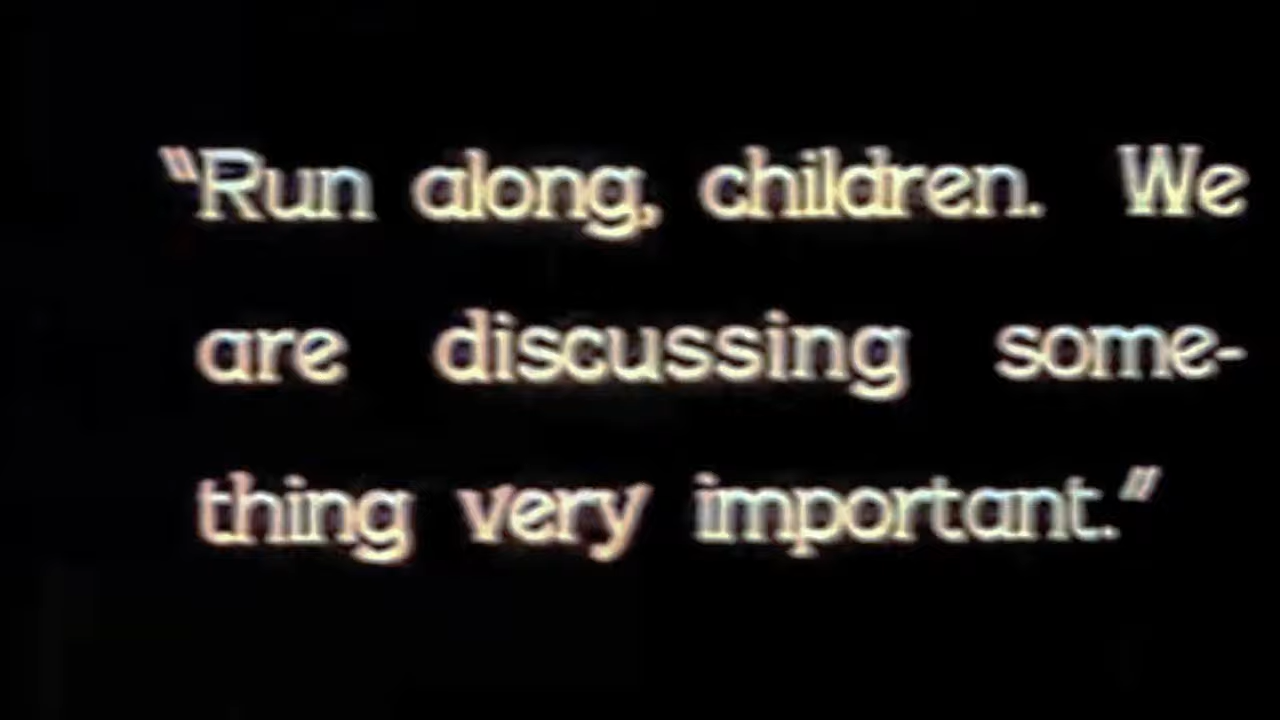 “Run along, children. We
are discussing some-
thing very important.”